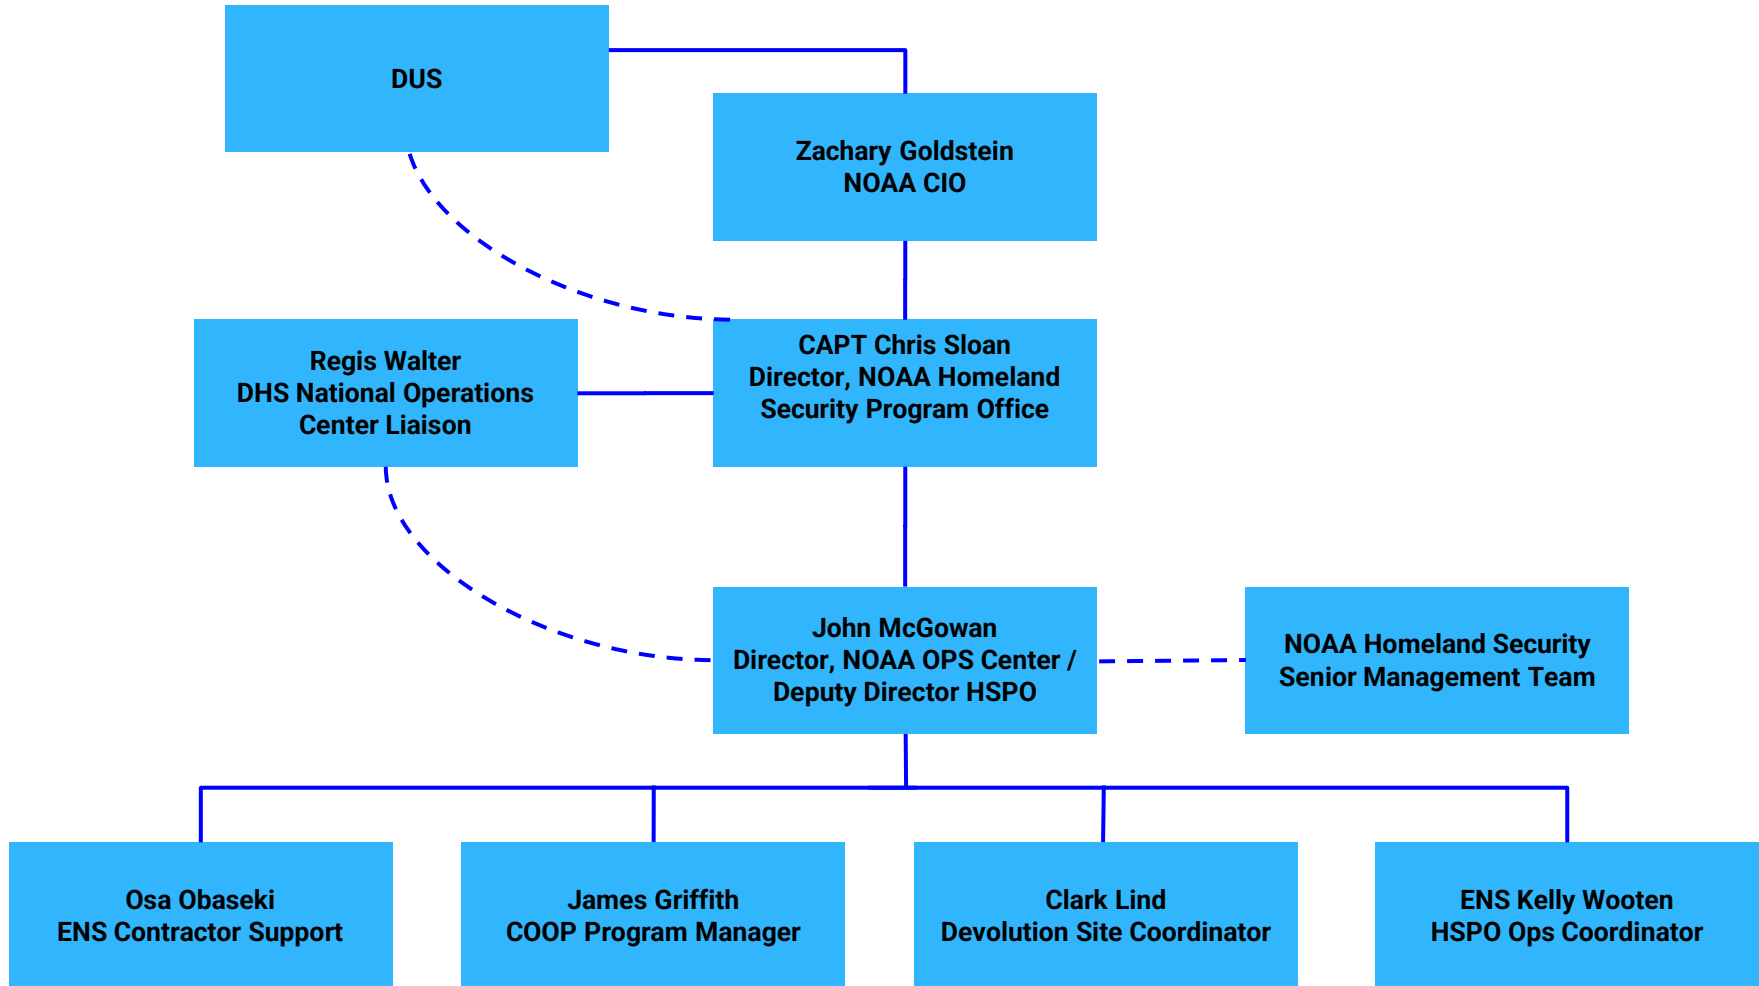 DUS
Zachary Goldstein
NOAA CIO
CAPT Chris Sloan
Director, NOAA Homeland
Security Program Office
Regis Walter
DHS National Operations
Center Liaison
John McGowan
Director, NOAA OPS Center /
Deputy Director HSPO
NOAA Homeland Security
Senior Management Team
Osa Obaseki
ENS Contractor Support
James Griffith
COOP Program Manager
Clark Lind
Devolution Site Coordinator
ENS Kelly Wooten
HSPO Ops Coordinator